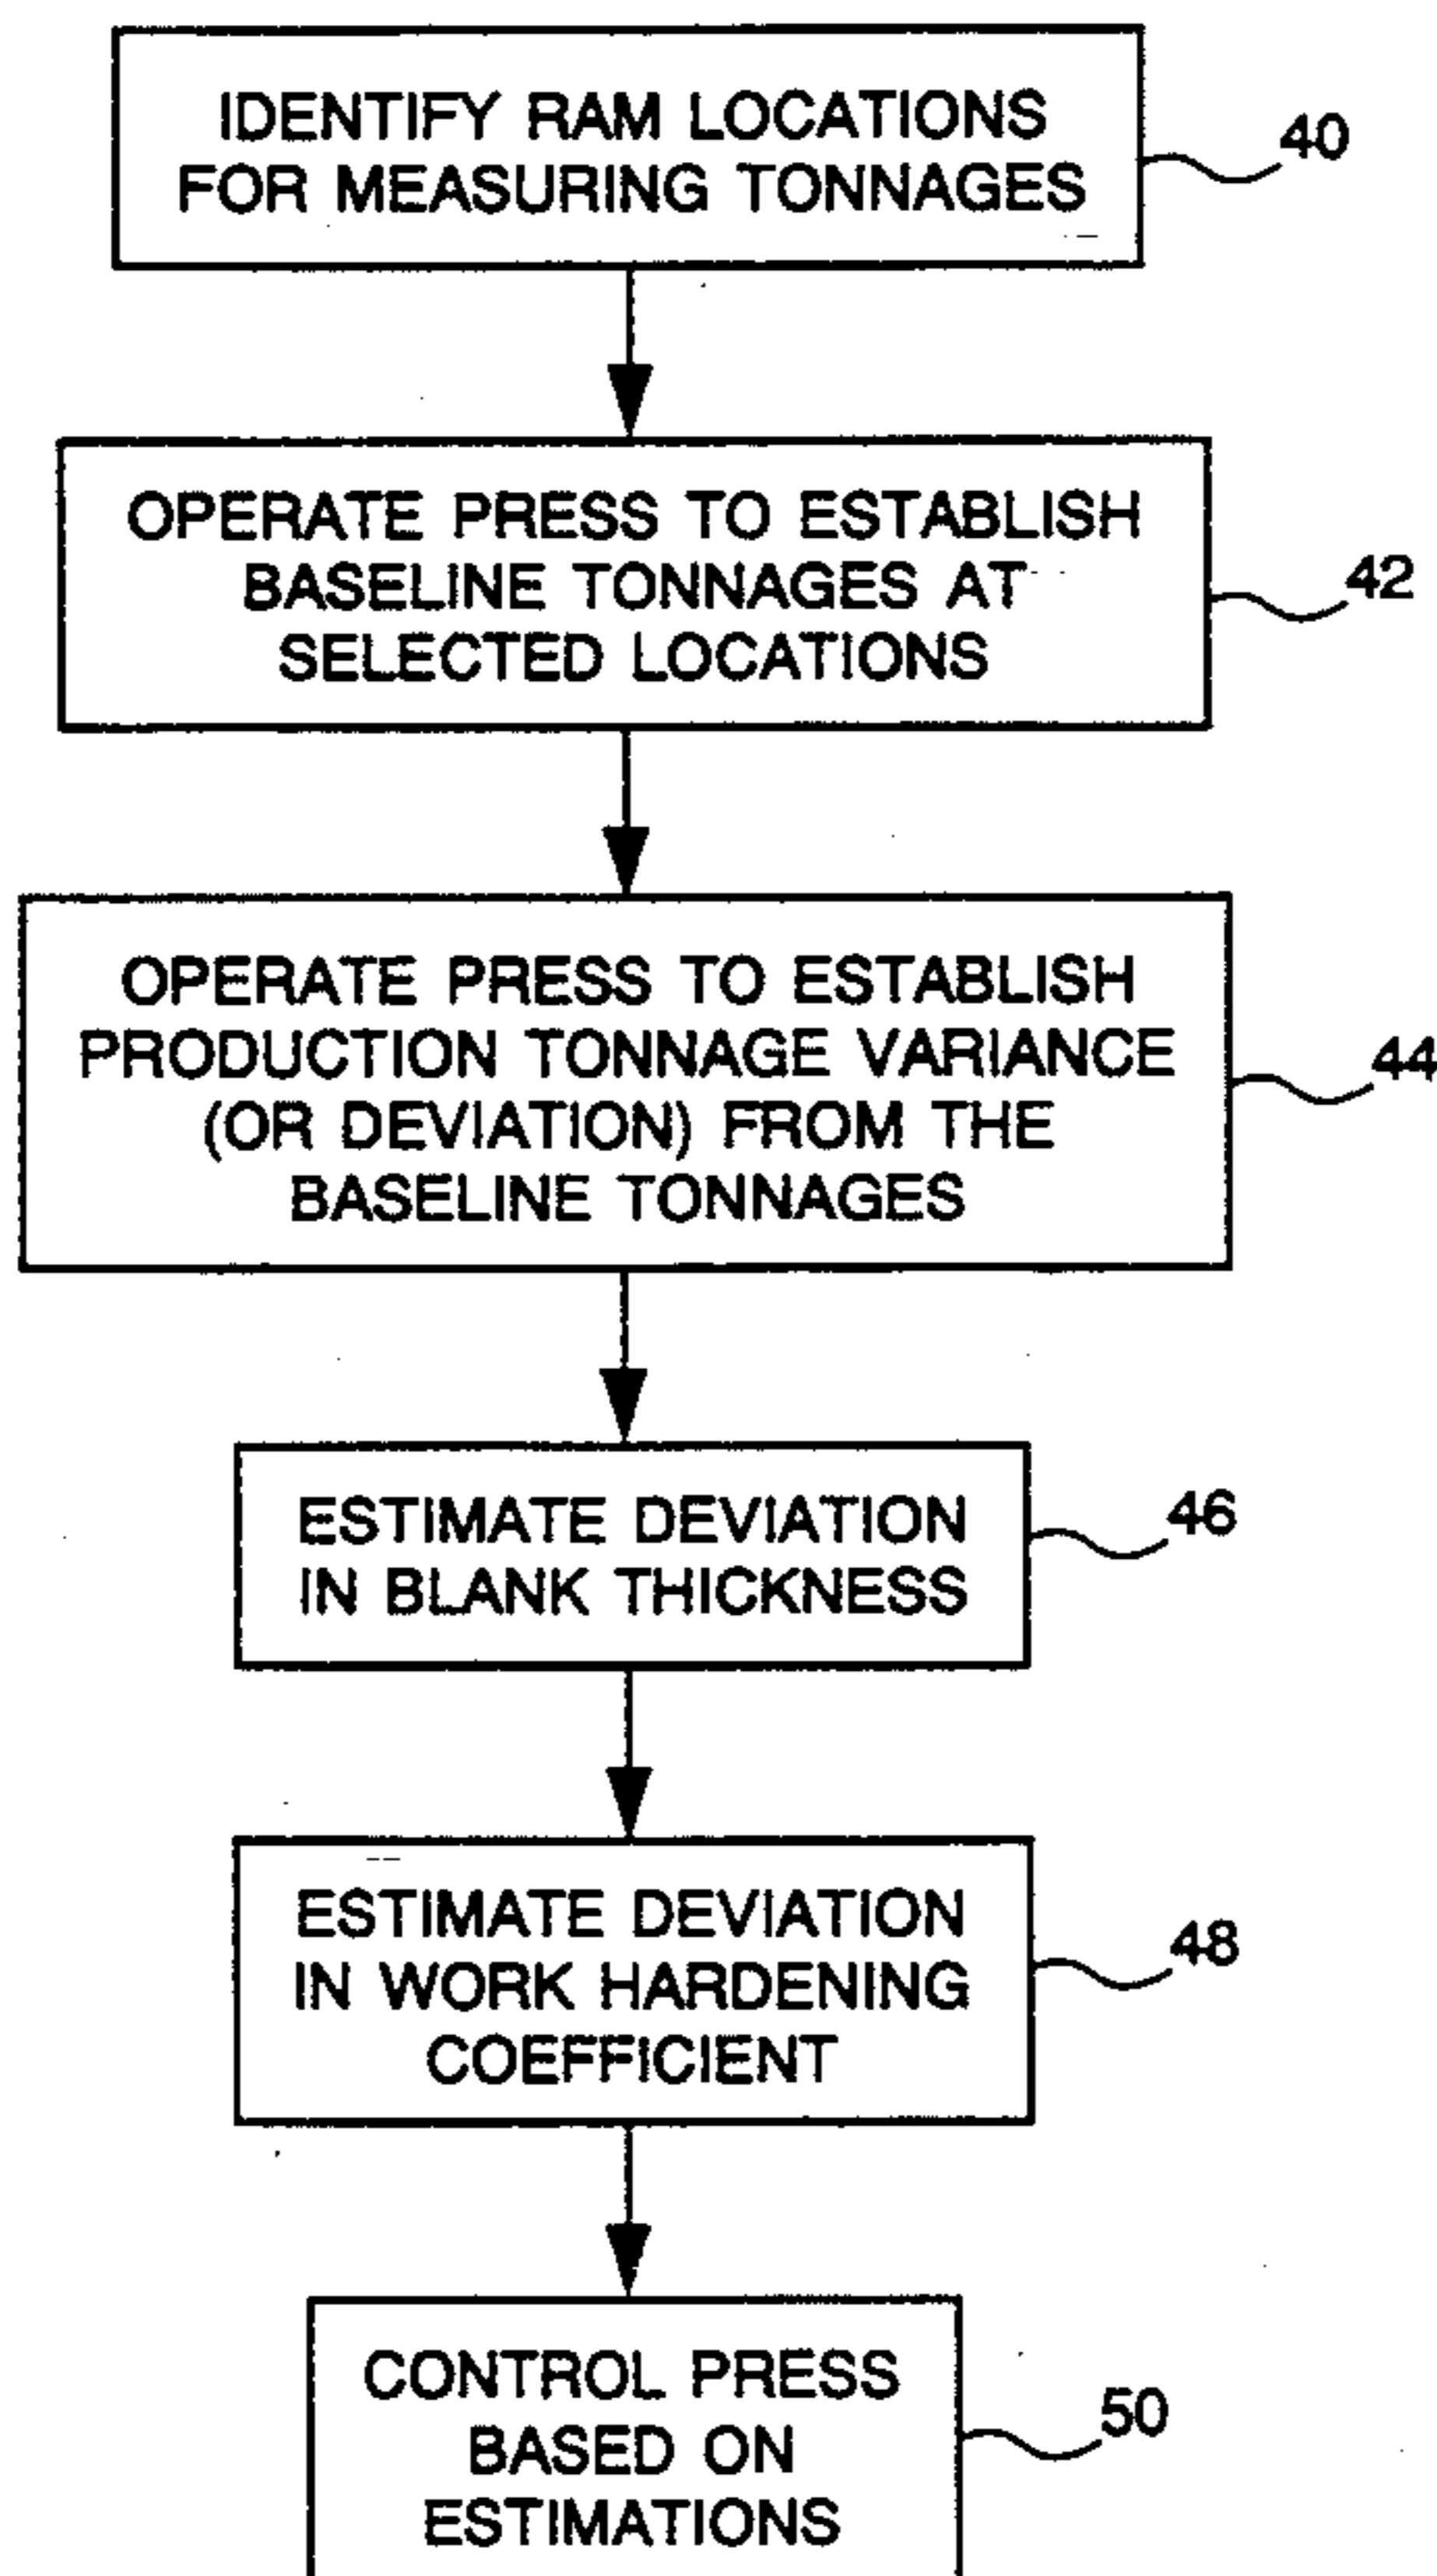 IDENTIFY RAM LOCATIONS
FOR MEASURING TONNAGES
40
OPERATE PRESS TO ESTABLISH
BASELINE TONNAGES AT
SELECTED LOCATIONS
42
OPERATE PRESS TO ESTABLISH
PRODUCTION TONNAGE VARIANCE
(OR DEVIATION) FROM THE
BASELINE TONNAGES
44
ESTIMATE DEVIATION
IN BLANK THICKNESS
46
ESTIMATE DEVIATION
IN WORK HARDENING
COEFFICIENT
48
CONTROL PRESS
BASED ON
ESTIMATIONS
50